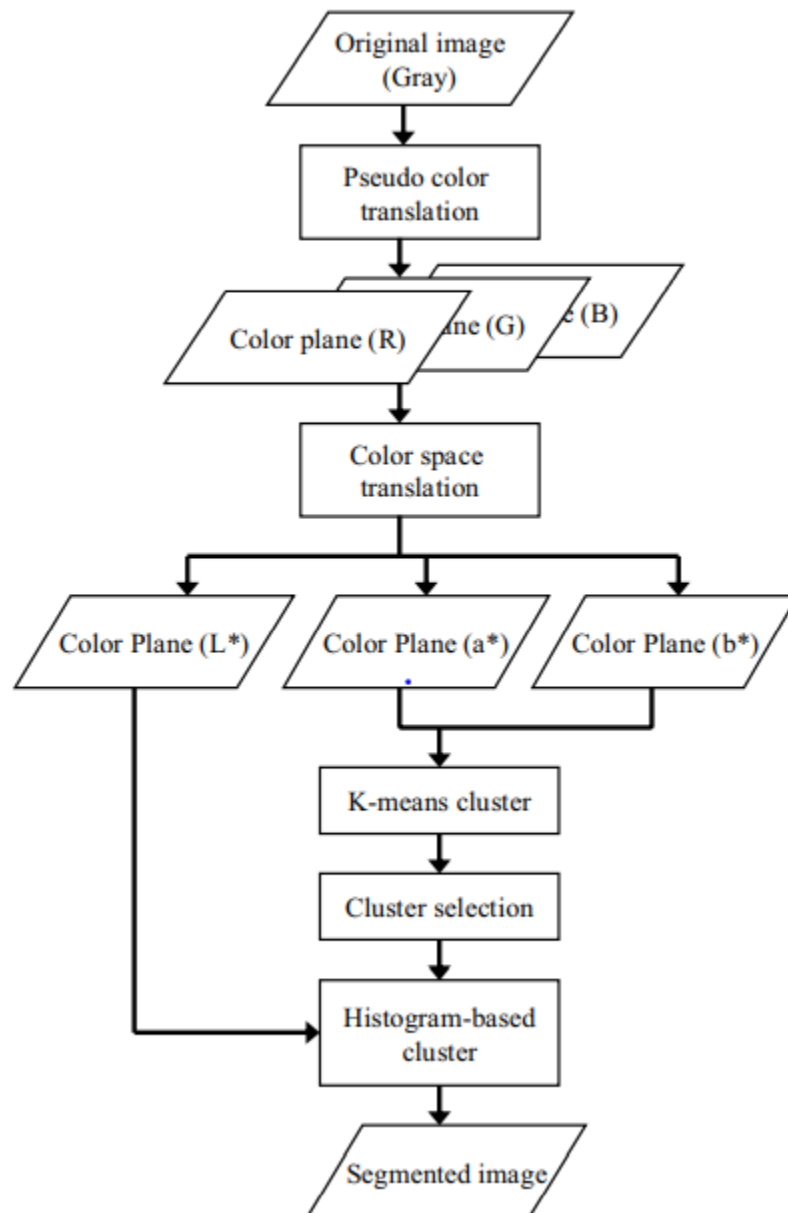 Original image
(Gray)
Pseudo color
translation
Color plane (R)
ane (G)
e (B)
Color space
translation
Color Plane (L*)
Color Plane (a*)
Color Plane (b*)
K-means cluster
Cluster selection
Histogram-based
cluster
Segmented image